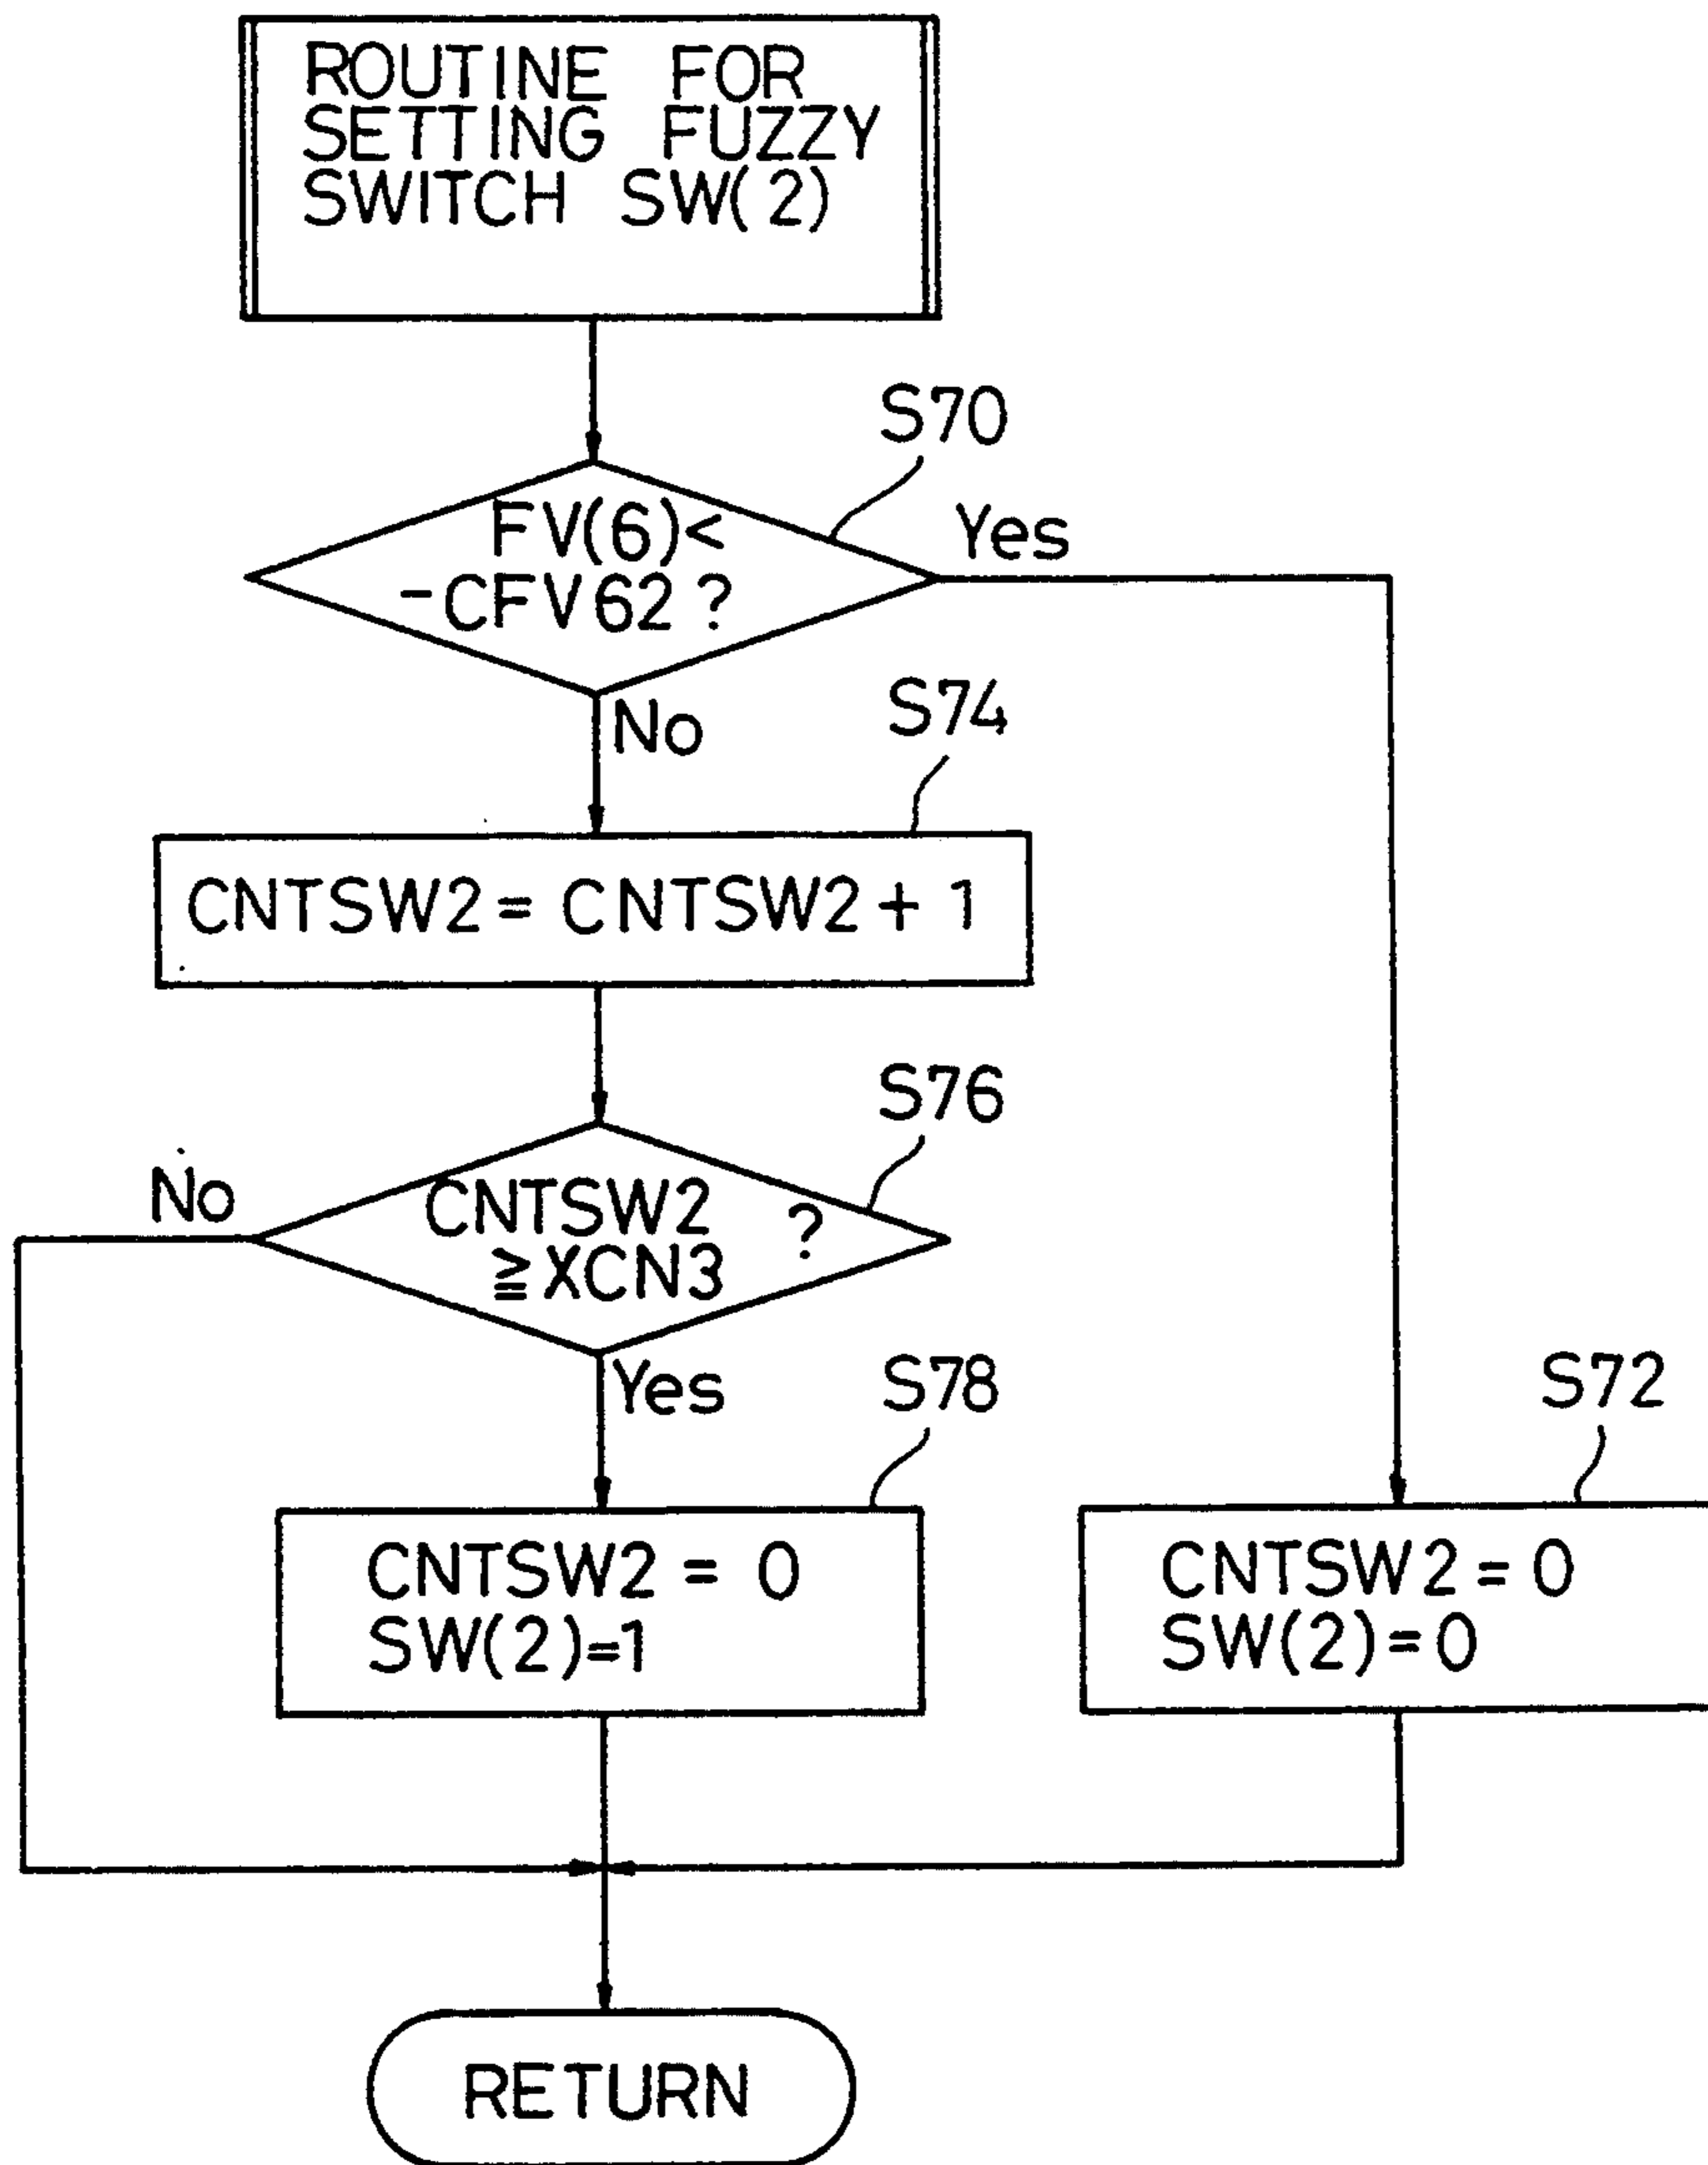 ROUTINE FOR
SETTING FUZZY
SWITCH SW(2)
S70
FV(6)<
-CFV62?
Yes
No
S74
CNTSW2 = CNTSW2 + 1
S76
No
CNTSW2 ?
≧XCN3
Yes
S78
CNTSW2 = 0
SW(2)=1
S72
CNTSW2 = 0
SW(2)=0
RETURN